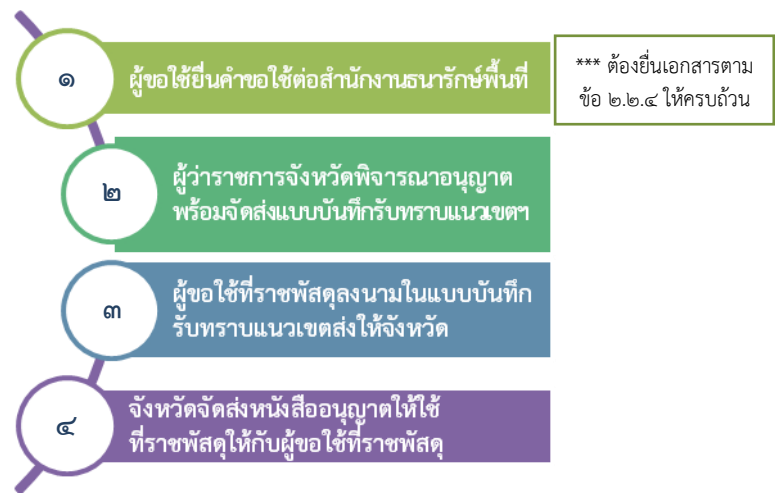 ๑
ผู้ขอใช้ยื่นคำขอใช้ต่อสำนักงานธนารักษ์พื้นที่
*** ต้องยื่นเอกสารตาม
ข้อ ๒.๒.๔ ให้ครบถ้วน
๒
ผู้ว่าราชการจังหวัดพิจารณาอนุญาต
พร้อมจัดส่งแบบบันทึกรับทราบแนวเขตฯ
๓
ผู้ขอใช้ที่ราชพัสดุลงนามในแบบบันทึก
รับทราบแนวเขตส่งให้จังหวัด
๔
จังหวัดจัดส่งหนังสืออนุญาตให้ใช้
ที่ราชพัสดุให้กับผู้ขอใช้ที่ราชพัสดุ